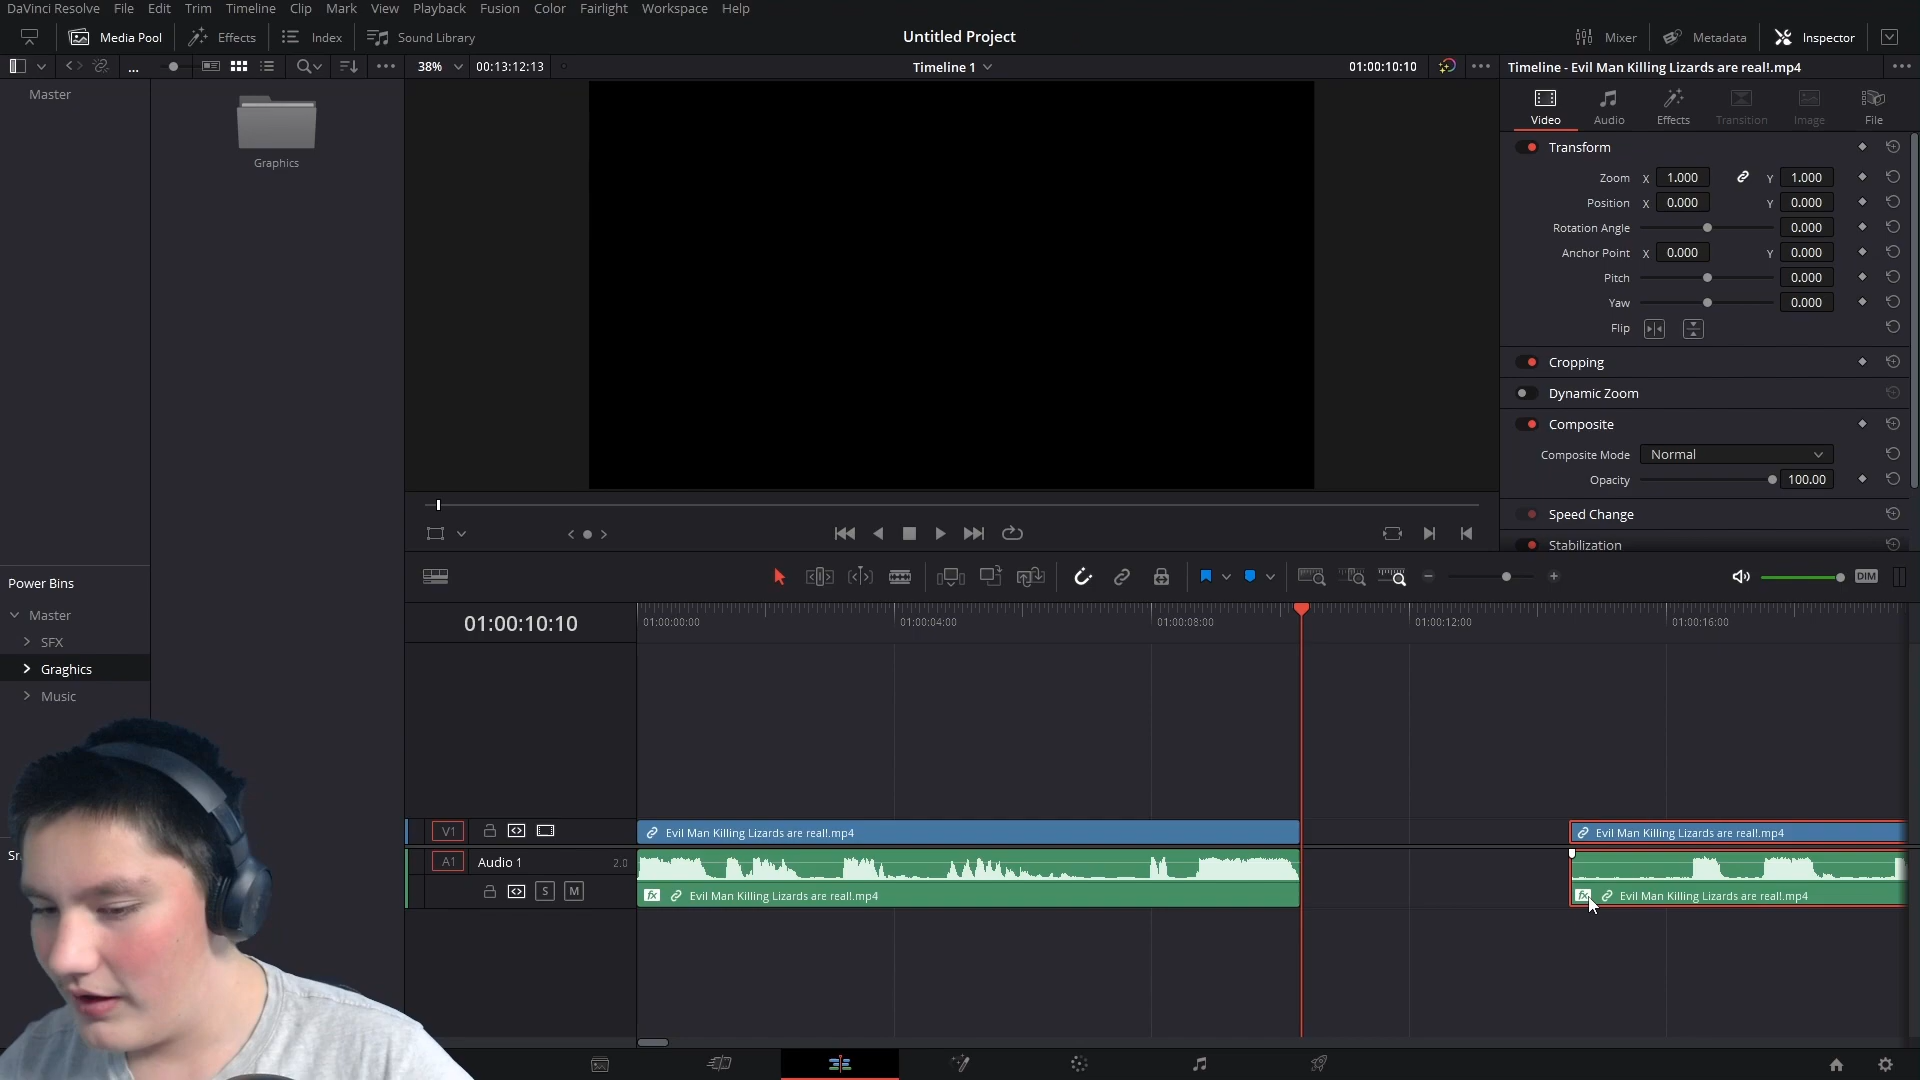 DaVinci Resolve File Edit Trim Timeline Clip Mark View Playback Fusion Color Fairlight Workspace Help
Media Pool Effects Index Sound Library Untitled Project Mixer Metadata Inspector
... 38% 00:13:12:13 Timeline 1 01:00:10:10 Timeline - Evil Man Killing Lizards are real!.mp4
Master
Graphics
Video Audio Effects Transition Image File
Transform
Zoom X 1.000 Y 1.000
Position X 0.000 Y 0.000
Rotation Angle 0.000
Anchor Point X 0.000 Y 0.000
Pitch 0.000
Yaw 0.000
Flip
Cropping
Dynamic Zoom
Composite
Composite Mode Normal
Opacity 100.00
Speed Change
Stabilization
Power Bins
Master
SFX
Graghics
Music
DIM
01:00:10:10
01:00:00:00 01:00:04:00 01:00:08:00 01:00:12:00 01:00:16:00
V1 Evil Man Killing Lizards are real!.mp4 Evil Man Killing Lizards are real!.mp4
A1 Audio 1 2.0
S M fx Evil Man Killing Lizards are real!.mp4 fx Evil Man Killing Lizards are real!.mp4